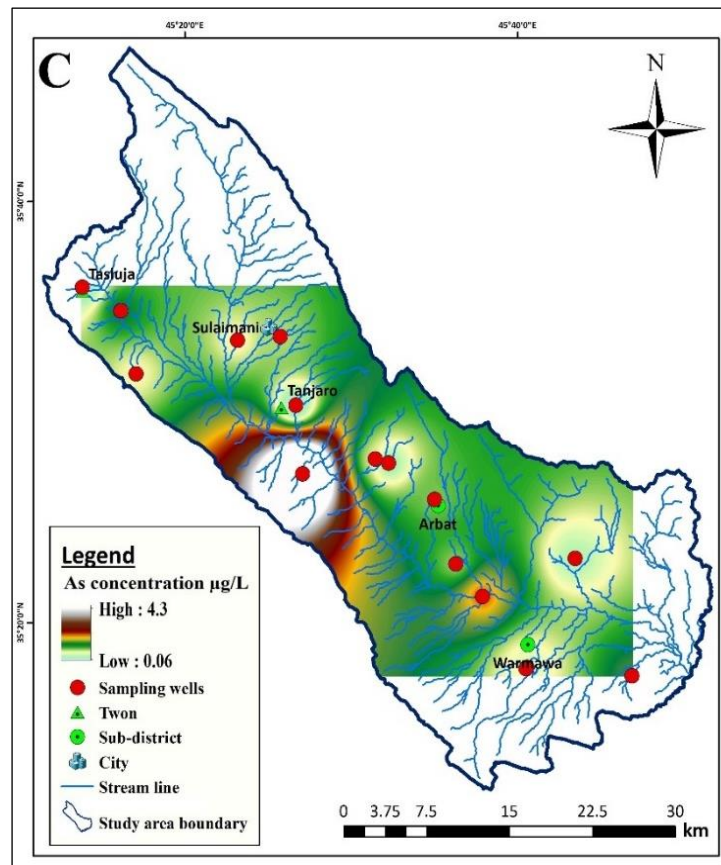 45°20'0"E
45°40'0"E
C
N
35°40'0"N
Tasluja
Sulaimani
Tanjaro
Arbat
35°20'0"N
Warmawa
Legend
As concentration µg/L
High : 4.3
Low : 0.06
Sampling wells
Twon
Sub-district
City
Stream line
Study area boundary
0 3.75 7.5 15 22.5 30
km